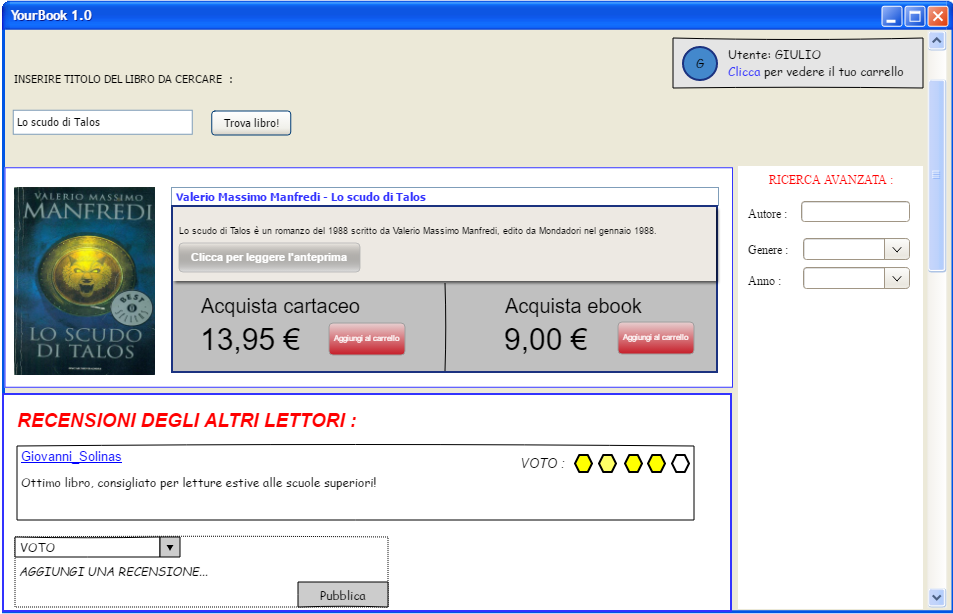 YourBook 1.0
G
Utente: GIULIO
Clicca per vedere il tuo carrello
INSERIRE TITOLO DEL LIBRO DA CERCARE :
Lo scudo di Talos
Trova libro!
VALERIO MASSIMO
MANFREDI
BEST
SELLERS
LO SCUDO
DI TALOS
Valerio Massimo Manfredi - Lo scudo di Talos
Lo scudo di Talos è un romanzo del 1988 scritto da Valerio Massimo Manfredi, edito da Mondadori nel gennaio 1988.
Clicca per leggere l'anteprima
Acquista cartaceo
13,95 €
Aggiungi al carrello
Acquista ebook
9,00 €
Aggiungi al carrello
RICERCA AVANZATA :
Autore :
Genere :
Anno :
RECENSIONI DEGLI ALTRI LETTORI :
Giovanni_Solinas
VOTO :
Ottimo libro, consigliato per letture estive alle scuole superiori!
VOTO
AGGIUNGI UNA RECENSIONE...
Pubblica